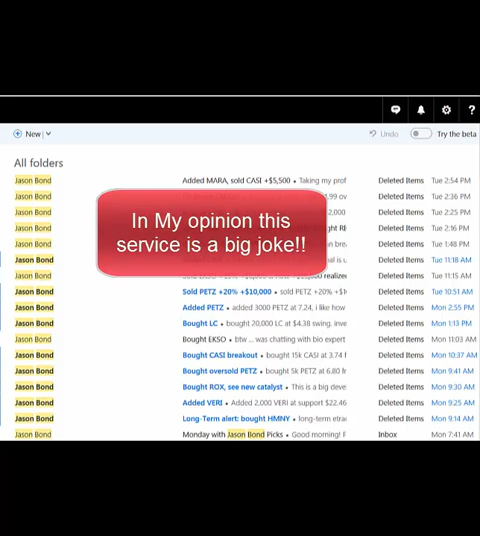 New
Undo
Try the beta
All folders
Jason Bond Added MARA, sold CASI +$5,500 • Taking my prof Deleted Items Tue 2:54 PM
Jason Bond .99 ov Deleted Items Tue 2:36 PM
Jason Bond 2,000 Deleted Items Tue 2:25 PM
Jason Bond Deleted Items Tue 2:16 PM
Jason Bond Deleted Items Tue 1:48 PM
Jason Bond Deleted Items Tue 11:18 AM
Jason Bond realized Deleted Items Tue 11:15 AM
In My opinion this
service is a big joke!!
Jason Bond Sold PETZ +20% +$10,000 • sold PETZ +20% +$1 Deleted Items Tue 10:51 AM
Jason Bond Added PETZ • added 3000 PETZ at 7.24, i like how Deleted Items Mon 2:55 PM
Jason Bond Bought LC • bought 20,000 LC at $4.38 swing. inve Deleted Items Mon 1:13 PM
Jason Bond Bought EKSO • btw ... was chatting with bio expert Deleted Items Mon 11:03 AM
Jason Bond Bought CASI breakout • bought 15k CASI at 3.74 f Deleted Items Mon 10:37 AM
Jason Bond Bought oversold PETZ • bought 5k PETZ at 6.80 fr Deleted Items Mon 9:41 AM
Jason Bond Bought ROX, see new catalyst • This is a big deve Deleted Items Mon 9:30 AM
Jason Bond Added VERI • Added 2,000 VERI at support $22.46 Deleted Items Mon 9:25 AM
Jason Bond Long-Term alert: bought HMNY • long-term etrad Deleted Items Mon 9:14 AM
Jason Bond Monday with Jason Bond Picks • Good morning! F Inbox Mon 7:41 AM